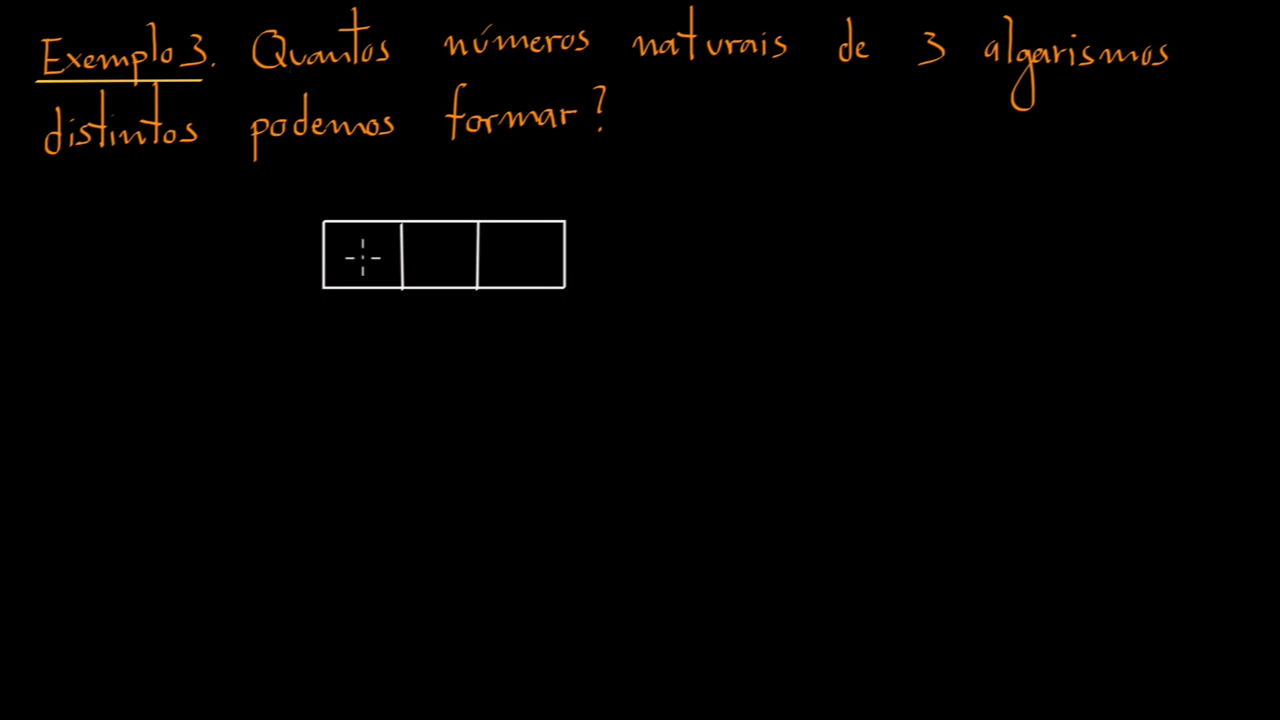 Exemplo 3. Quantos números naturais de 3 algarismos
distintos podemos formar?